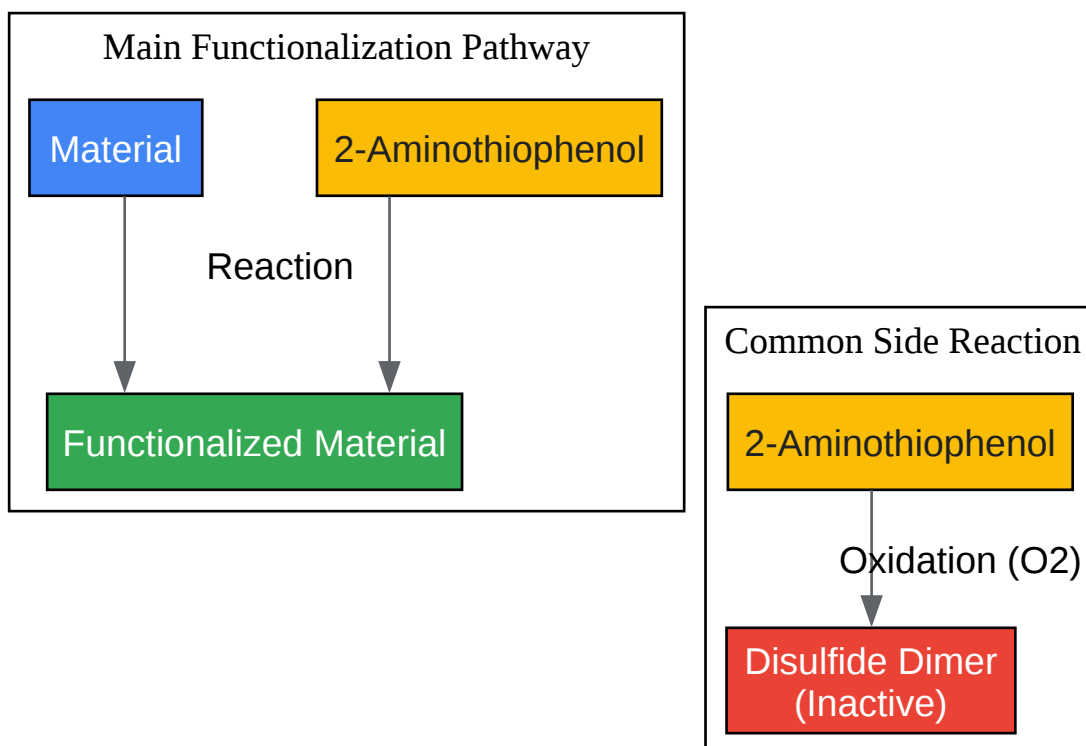 Main Functionalization Pathway
Material
2-Aminothiophenol
Reaction
Functionalized Material
Common Side Reaction
2-Aminothiophenol
Oxidation (O2)
Disulfide Dimer
(Inactive)